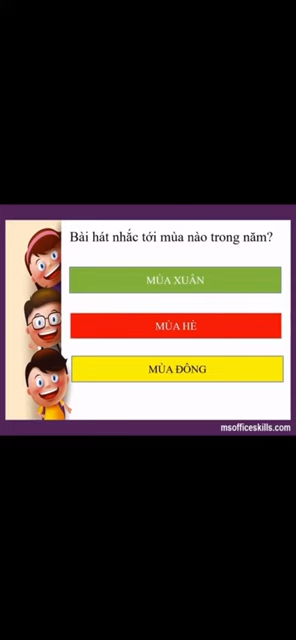 Bài hát nhắc tới mùa nào trong năm?
MÙA XUÂN
MÙA HÈ
MÙA ĐÔNG
msofficeskills.com